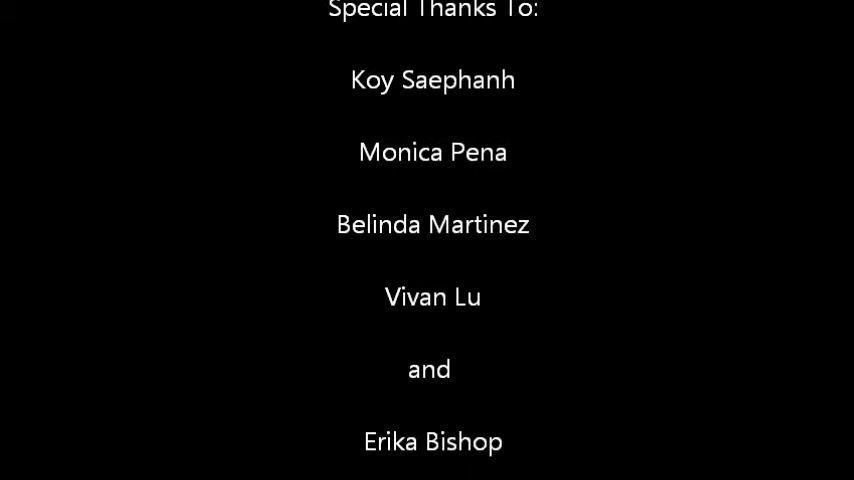 Special Thanks To:
Koy Saephanh
Monica Pena
Belinda Martinez
Vivan Lu
and
Erika Bishop